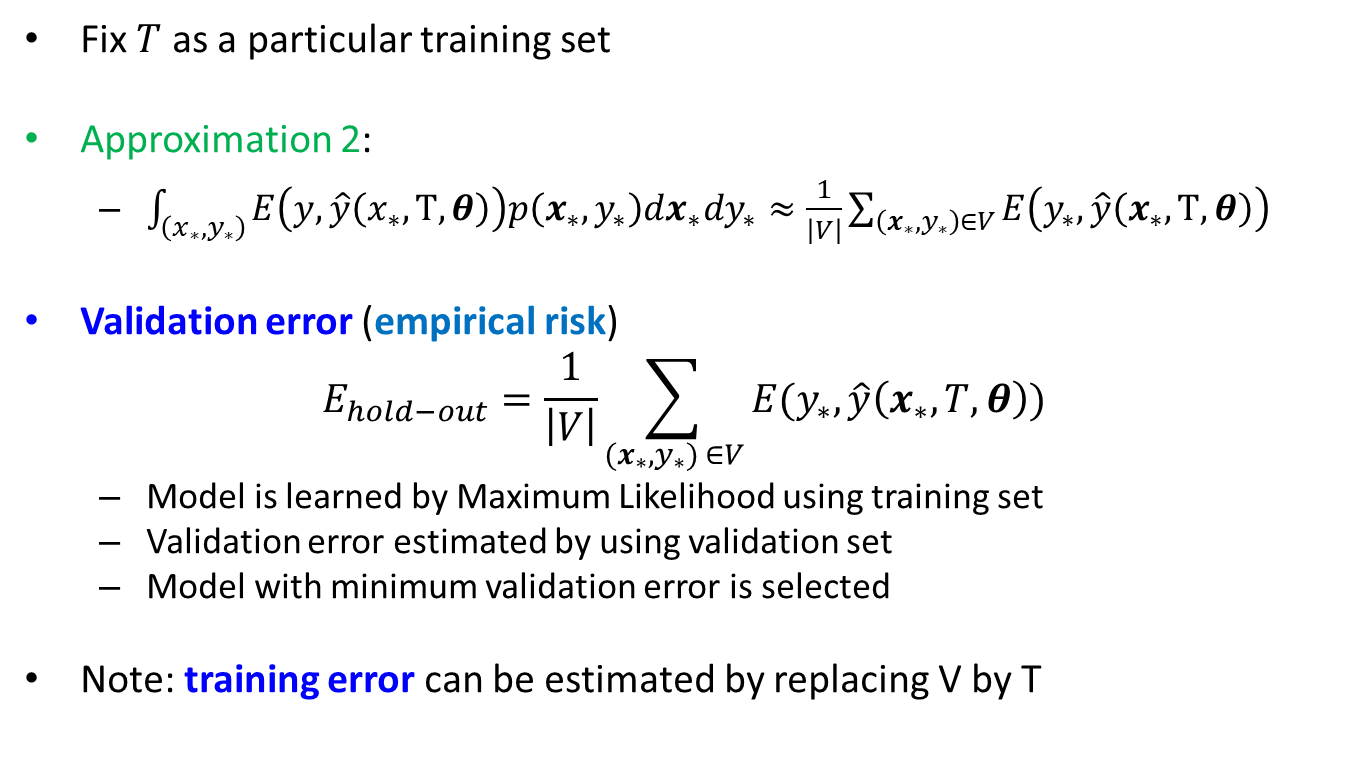 • Fix 𝑇 as a particular training set
• Approximation 2:
– ∫₍𝑥∗,𝑦∗₎ 𝐸(𝑦, ŷ(𝑥∗, T, 𝜽))𝑝(𝒙∗, 𝑦∗)𝑑𝒙∗𝑑𝑦∗ ≈ 1/|𝑉| ∑(𝒙∗,𝑦∗)∈𝑉 𝐸(𝑦∗, ŷ(𝒙∗, T, 𝜽))
• Validation error (empirical risk)
𝐸ℎ𝑜𝑙𝑑−𝑜𝑢𝑡 = 1/|𝑉| ∑(𝒙∗,𝑦∗) ∈𝑉 𝐸(𝑦∗, ŷ(𝒙∗, 𝑇, 𝜽))
– Model is learned by Maximum Likelihood using training set
– Validation error estimated by using validation set
– Model with minimum validation error is selected
• Note: training error can be estimated by replacing V by T